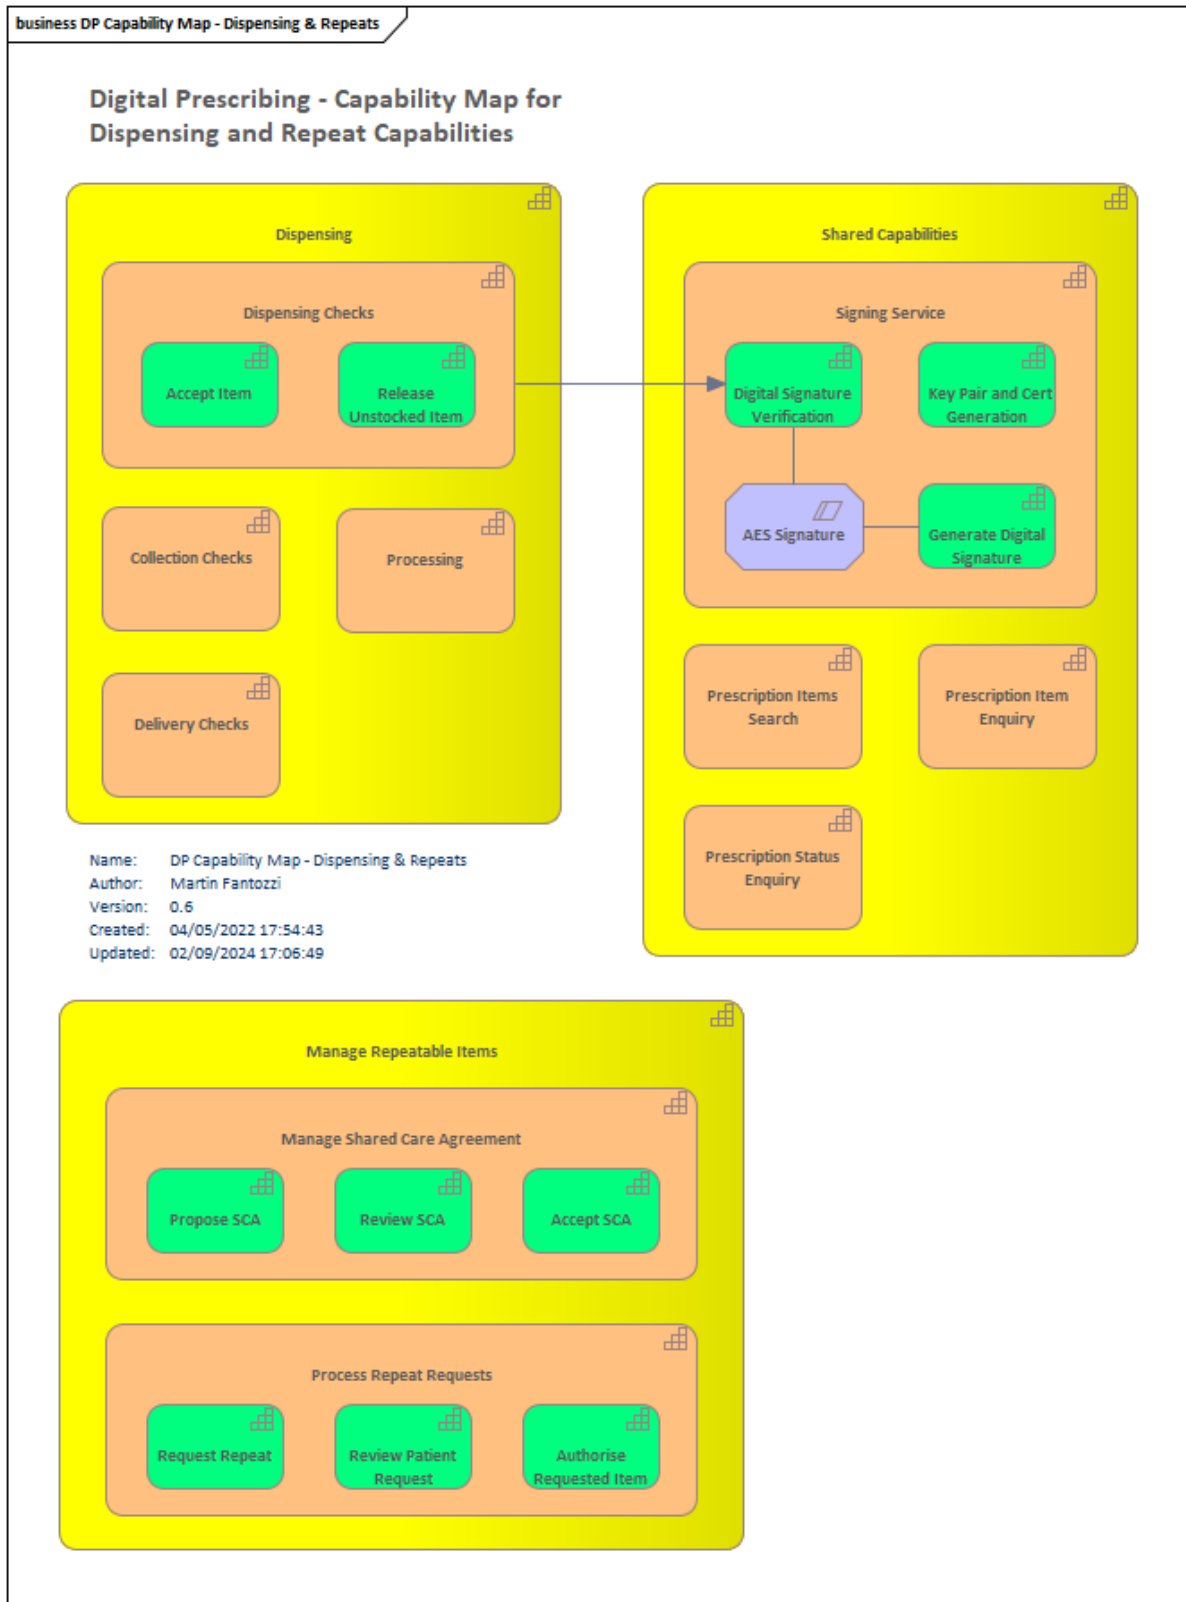 business DP Capability Map - Dispensing & Repeats
Digital Prescribing - Capability Map for
Dispensing and Repeat Capabilities
Dispensing
Dispensing Checks
Accept Item
Release
Unstocked Item
Collection Checks
Processing
Delivery Checks
Shared Capabilities
Signing Service
Digital Signature
Verification
Key Pair and Cert
Generation
AES Signature
Generate Digital
Signature
Prescription Items
Search
Prescription Item
Enquiry
Prescription Status
Enquiry
Name: DP Capability Map - Dispensing & Repeats
Author: Martin Fantozzi
Version: 0.6
Created: 04/05/2022 17:54:43
Updated: 02/09/2024 17:06:49
Manage Repeatable Items
Manage Shared Care Agreement
Propose SCA
Review SCA
Accept SCA
Process Repeat Requests
Request Repeat
Review Patient
Request
Authorise
Requested Item